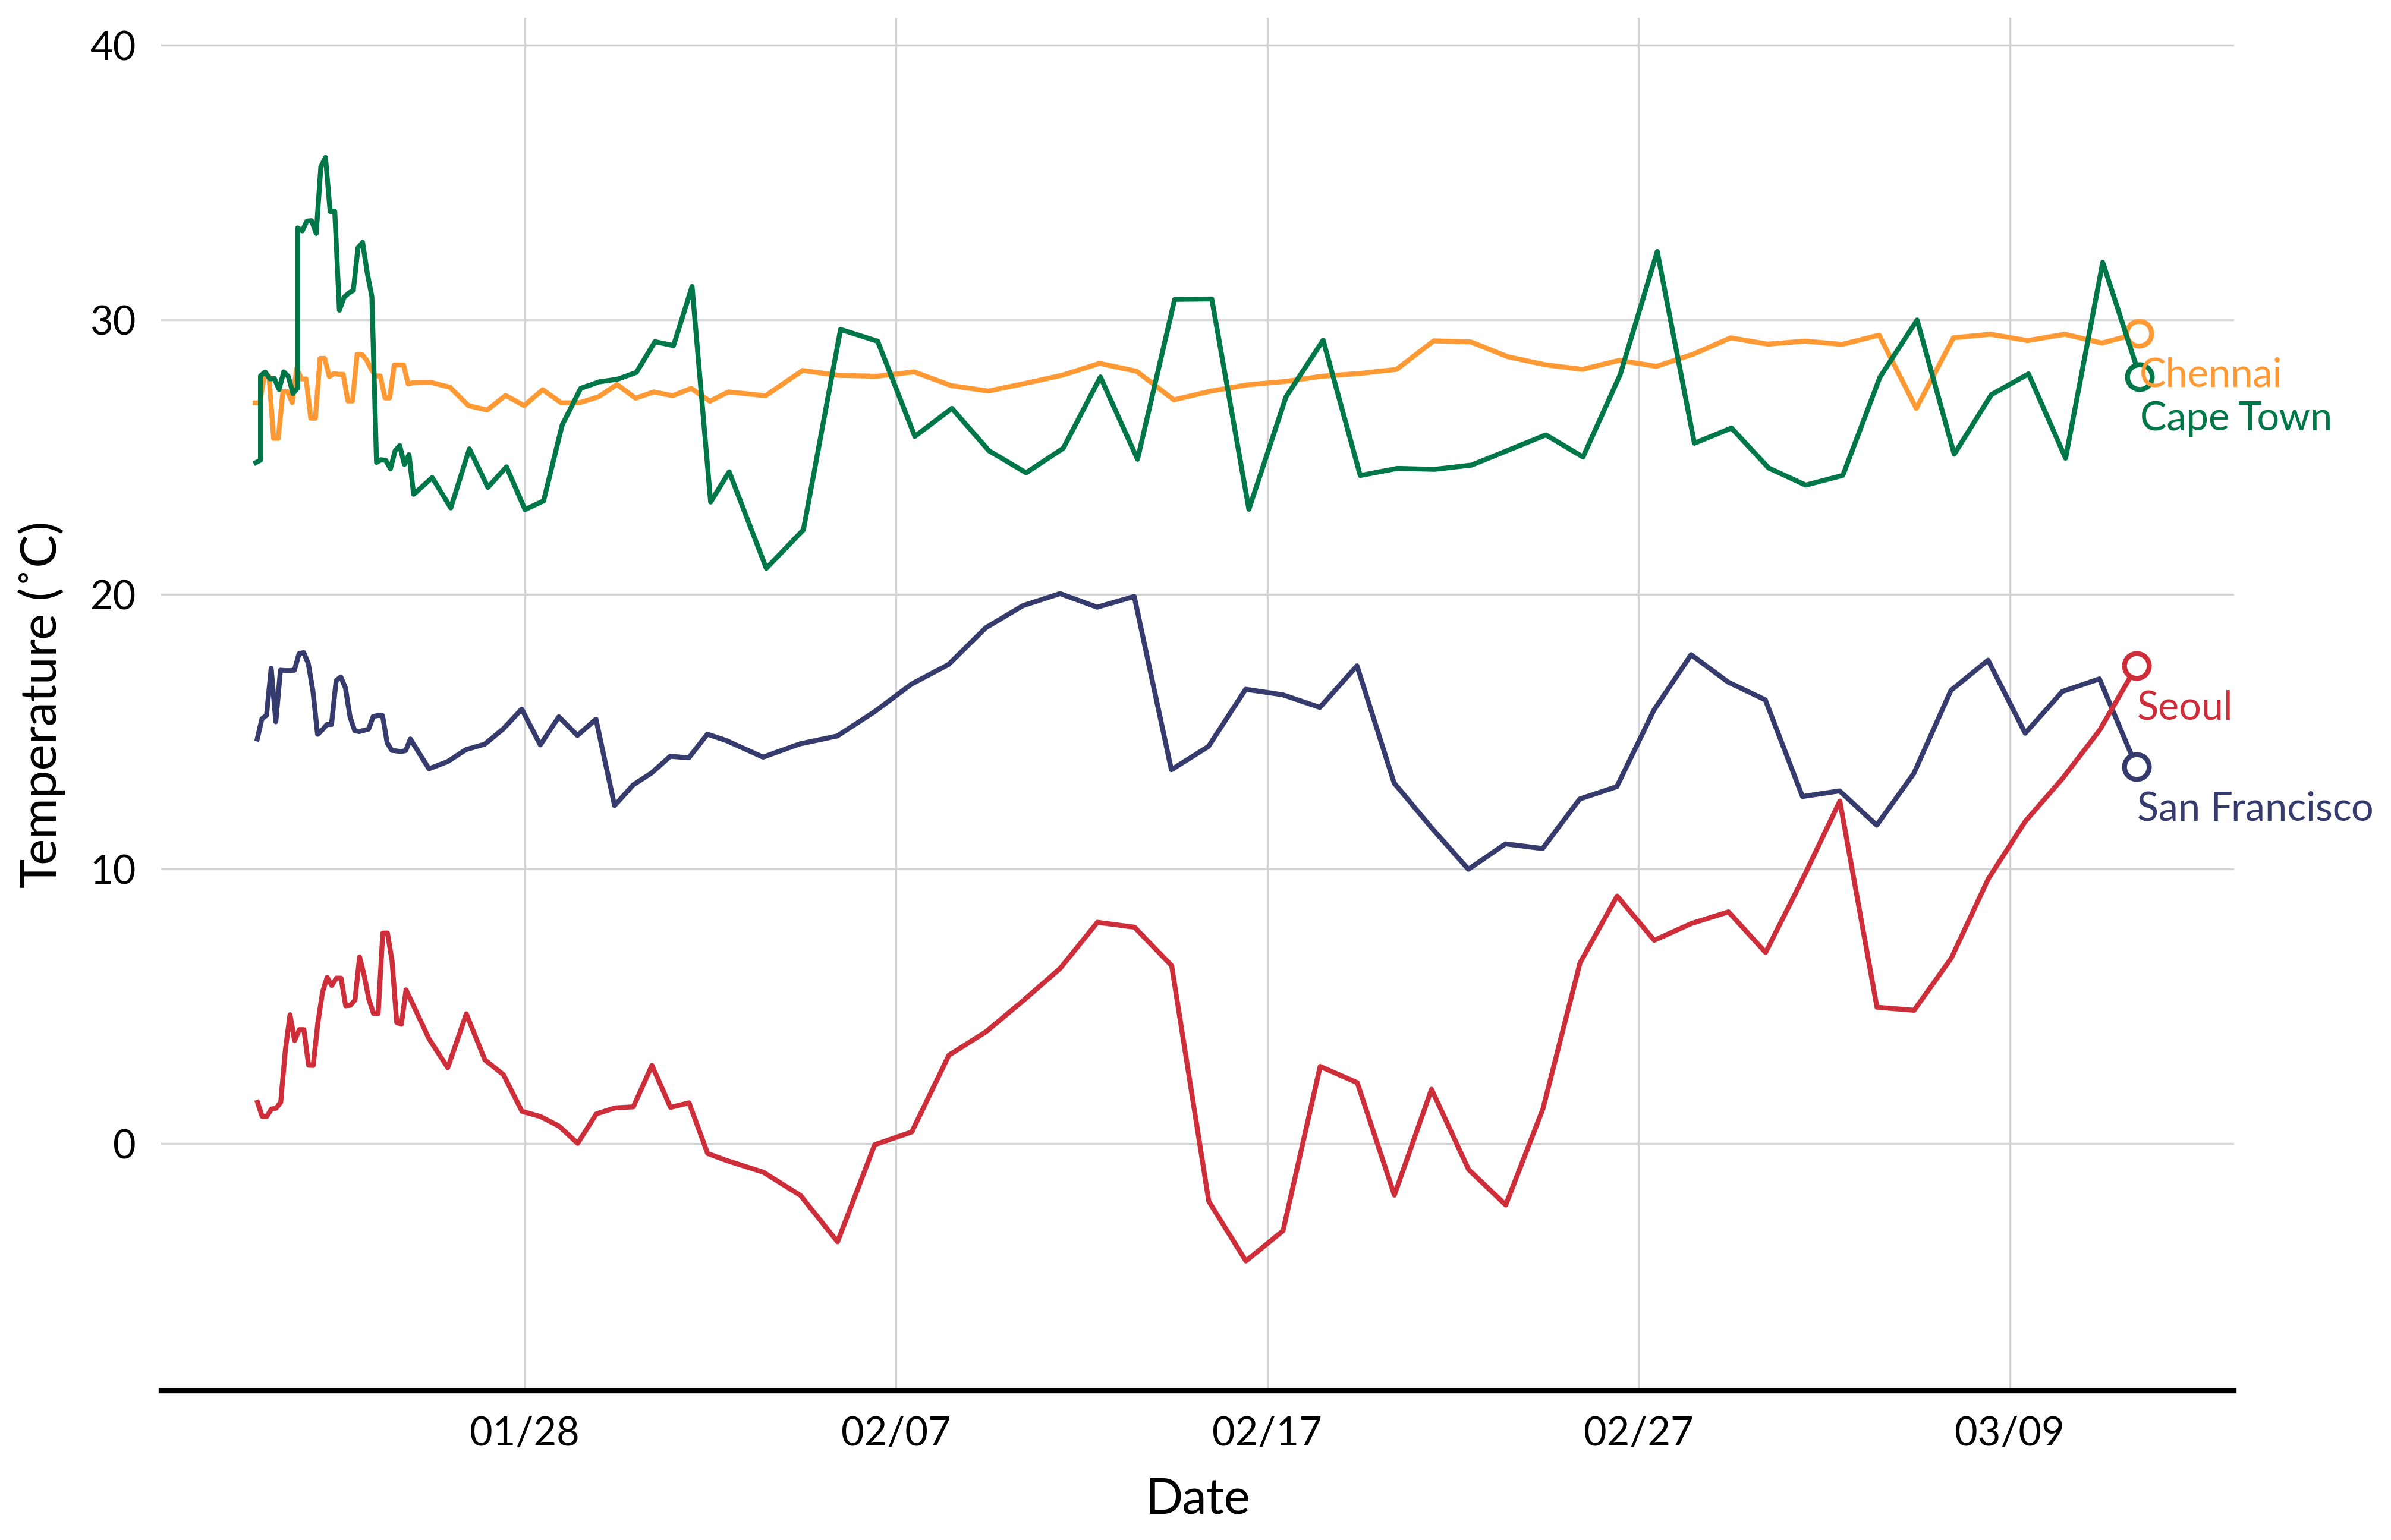 40
30
20
10
0
Temperature (˚C)
Chennai
Cape Town
Seoul
San Francisco
01/28
02/07
02/17
02/27
03/09
Date